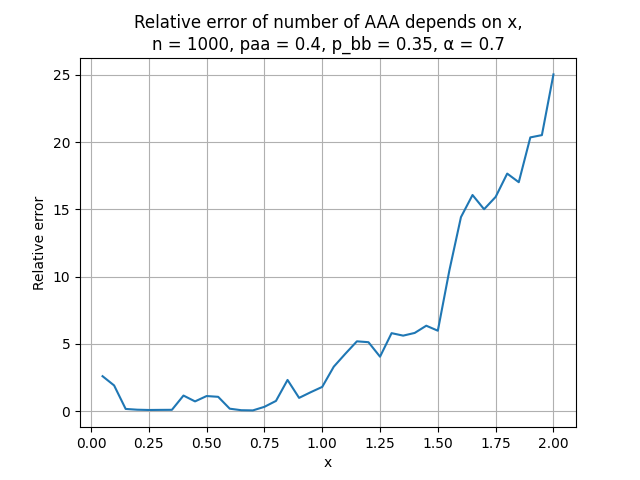 Relative error of number of AAA depends on x,
n = 1000, paa = 0.4, p_bb = 0.35, α = 0.7
25
20
15
10
5
0
Relative error
0.00 0.25 0.50 0.75 1.00 1.25 1.50 1.75 2.00
x